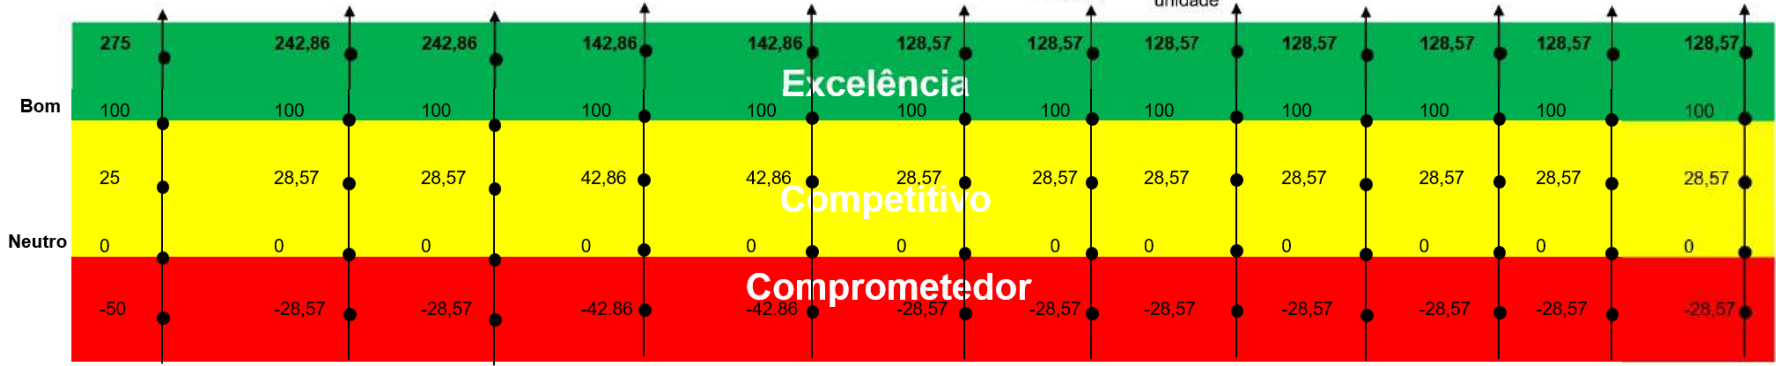 unidade
275 242,86 242,86 142,86 142,86 128,57 128,57 128,57 128,57 128,57 128,57 128,57
Excelência
Bom 100 100 100 100 100 100 100 100 100 100 100 100
25 28,57 28,57 42,86 42,86 28,57 28,57 28,57 28,57 28,57 28,57 28,57
Competitivo
Neutro 0 0 0 0 0 0 0 0 0 0 0 0
Comprometedor
-50 -28,57 -28,57 -42.86 -42.86 -28,57 -28,57 -28,57 -28,57 -28,57 -28,57 -28,57